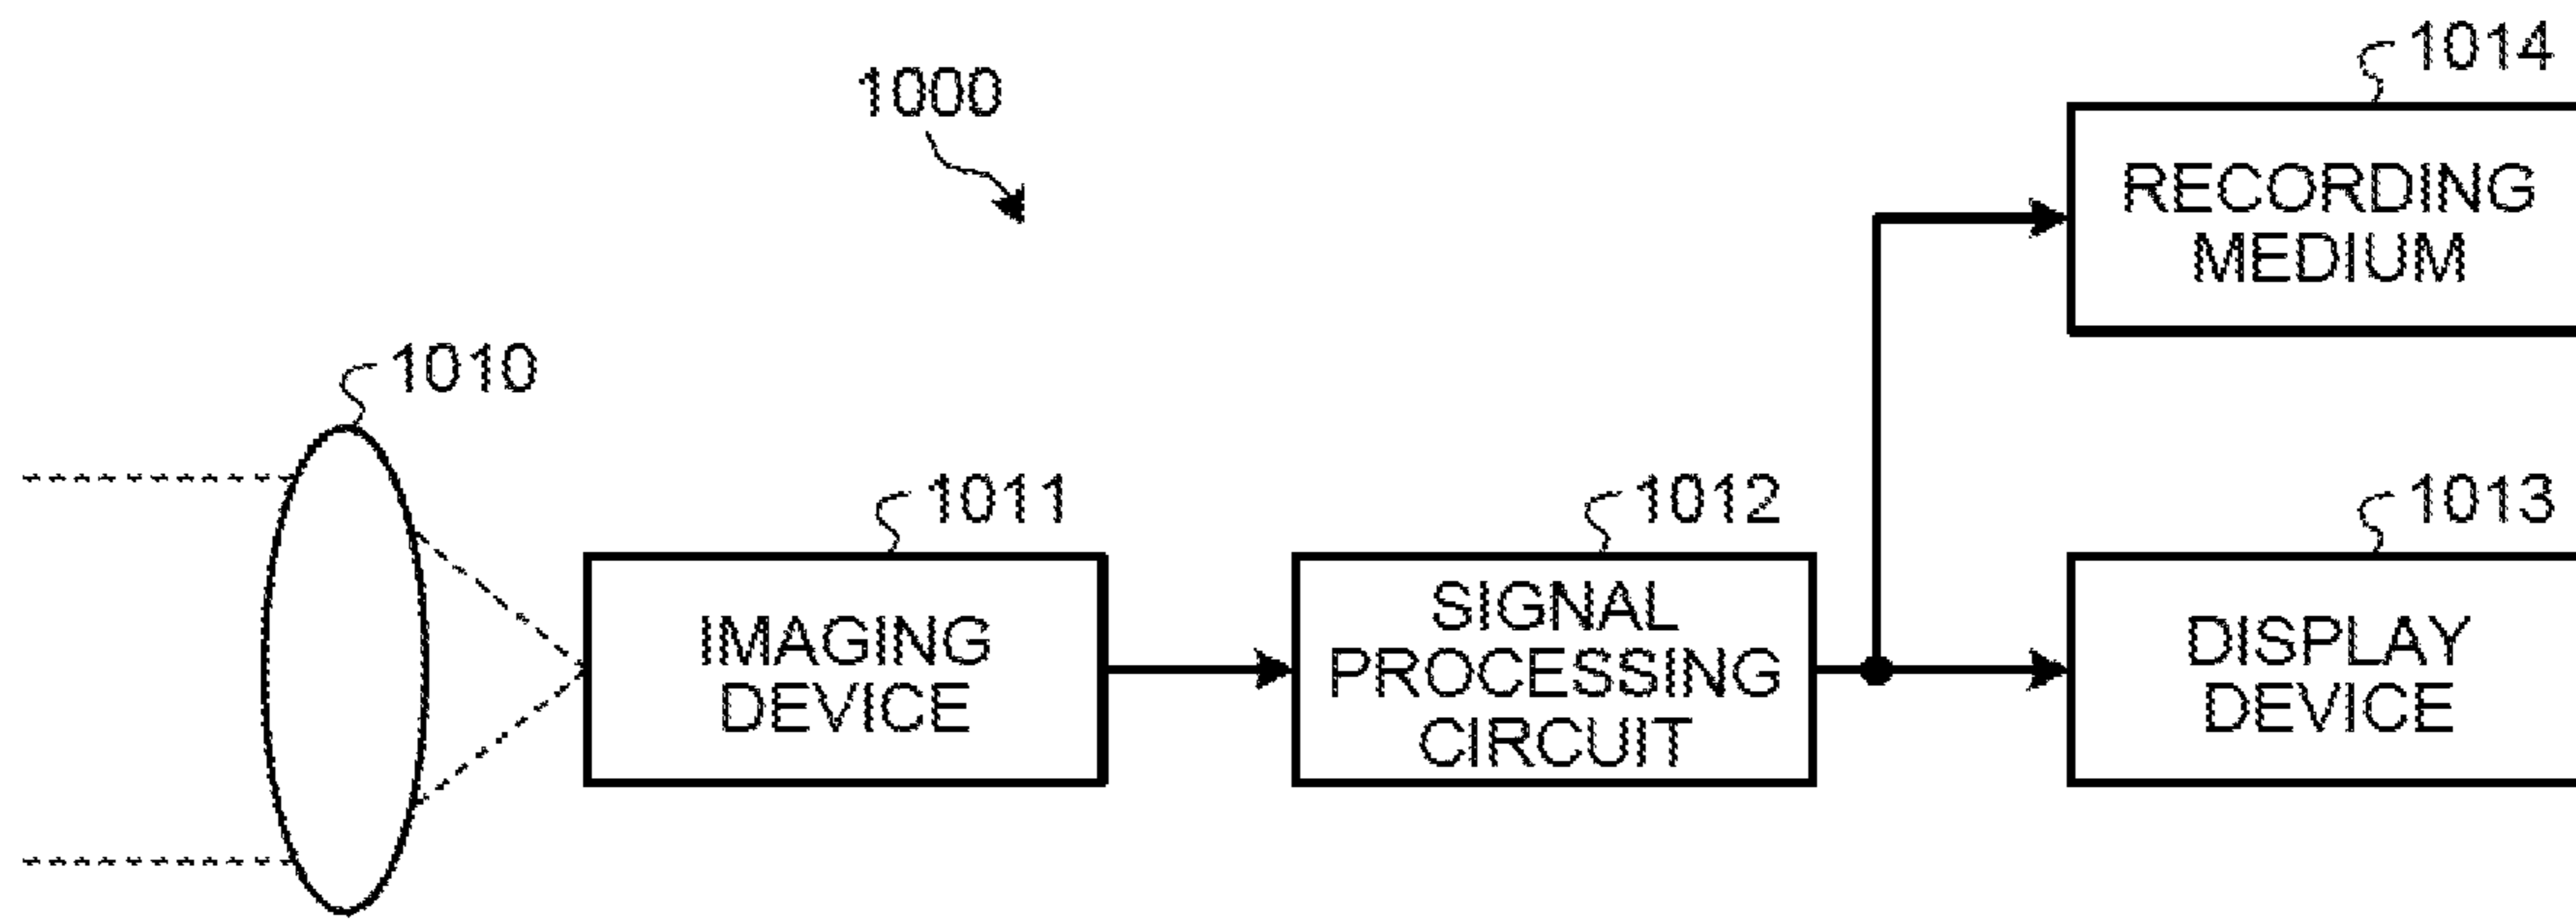 1000
1014
RECORDING
MEDIUM
1010
1011
1012
1013
IMAGING
DEVICE
SIGNAL
PROCESSING
CIRCUIT
DISPLAY
DEVICE